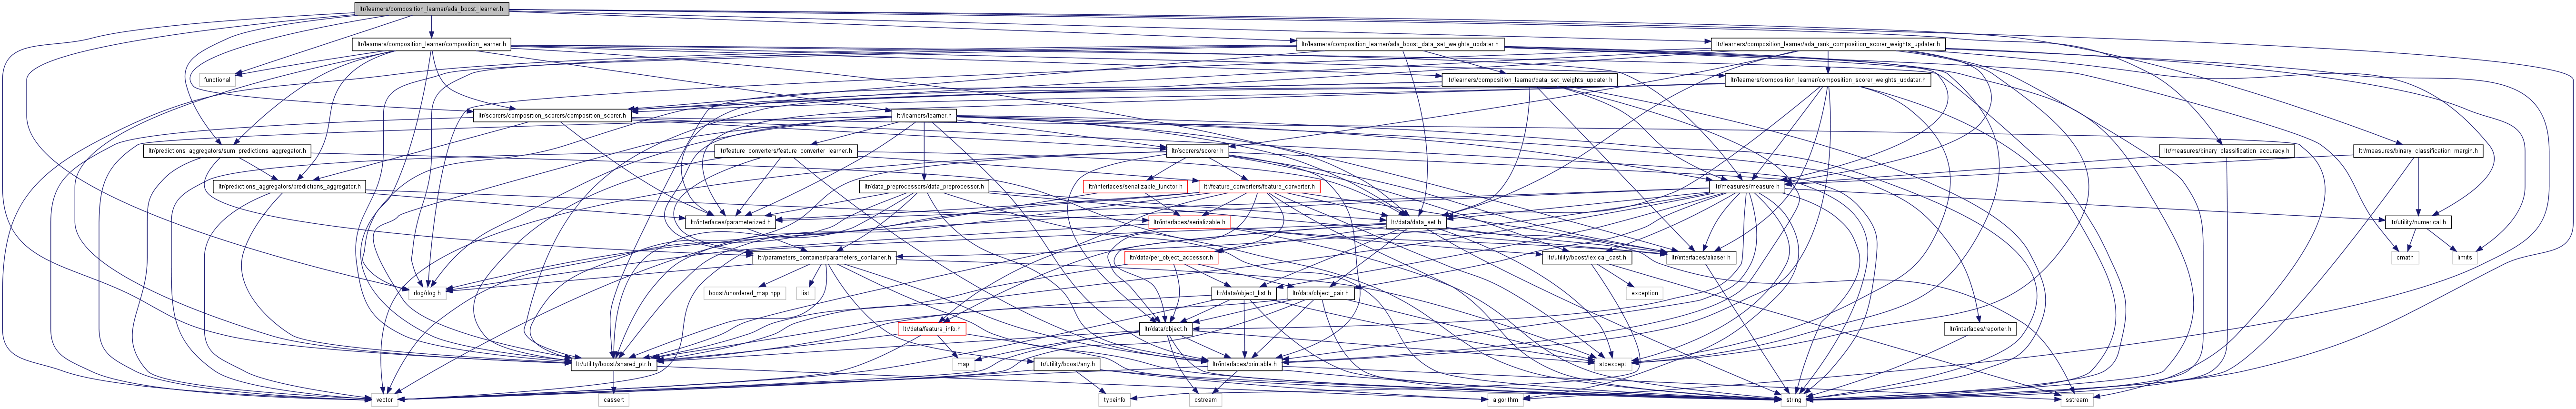 ltr/learners/composition_learner/ada_boost_learner.h
ltr/learners/composition_learner/composition_learner.h
ltr/learners/composition_learner/ada_boost_data_set_weights_updater.h
ltr/learners/composition_learner/ada_rank_composition_scorer_weights_updater.h
functional
ltr/learners/composition_learner/data_set_weights_updater.h
ltr/learners/composition_learner/composition_scorer_weights_updater.h
ltr/scorers/composition_scorers/composition_scorer.h
ltr/learners/learner.h
ltr/predictions_aggregators/sum_predictions_aggregator.h
ltr/feature_converters/feature_converter_learner.h
ltr/scorers/scorer.h
ltr/measures/binary_classification_accuracy.h
ltr/measures/binary_classification_margin.h
ltr/predictions_aggregators/predictions_aggregator.h
ltr/data_preprocessors/data_preprocessor.h
ltr/interfaces/serializable_functor.h
ltr/feature_converters/feature_converter.h
ltr/measures/measure.h
ltr/interfaces/parameterized.h
ltr/interfaces/serializable.h
ltr/data/data_set.h
ltr/utility/numerical.h
ltr/parameters_container/parameters_container.h
ltr/data/per_object_accessor.h
ltr/utility/boost/lexical_cast.h
ltr/interfaces/aliaser.h
cmath
limits
rlog/rlog.h
boost/unordered_map.hpp
list
ltr/data/object_list.h
ltr/data/object_pair.h
exception
ltr/data/feature_info.h
ltr/data/object.h
ltr/interfaces/reporter.h
ltr/utility/boost/shared_ptr.h
map
ltr/utility/boost/any.h
ltr/interfaces/printable.h
stdexcept
vector
cassert
typeinfo
ostream
algorithm
string
sstream